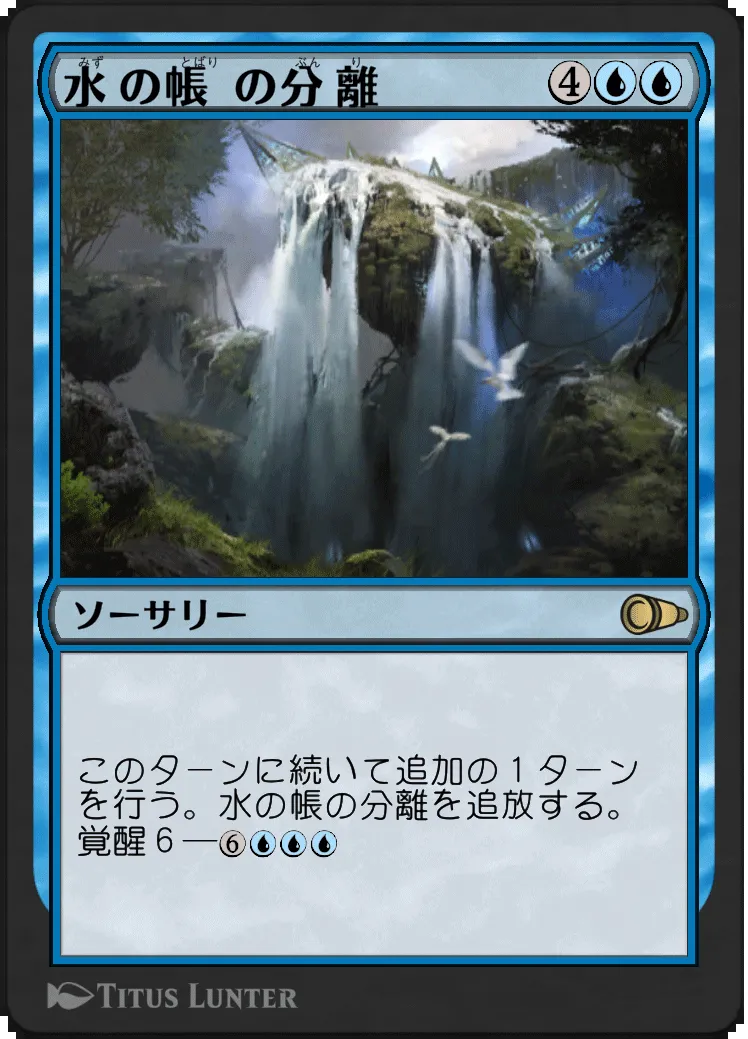 水の帳の分離
4
ソーサリー
このターンに続いて追加の1ターン
を行う。水の帳の分離を追放する。
覚醒6―6
TITUS LUNTER